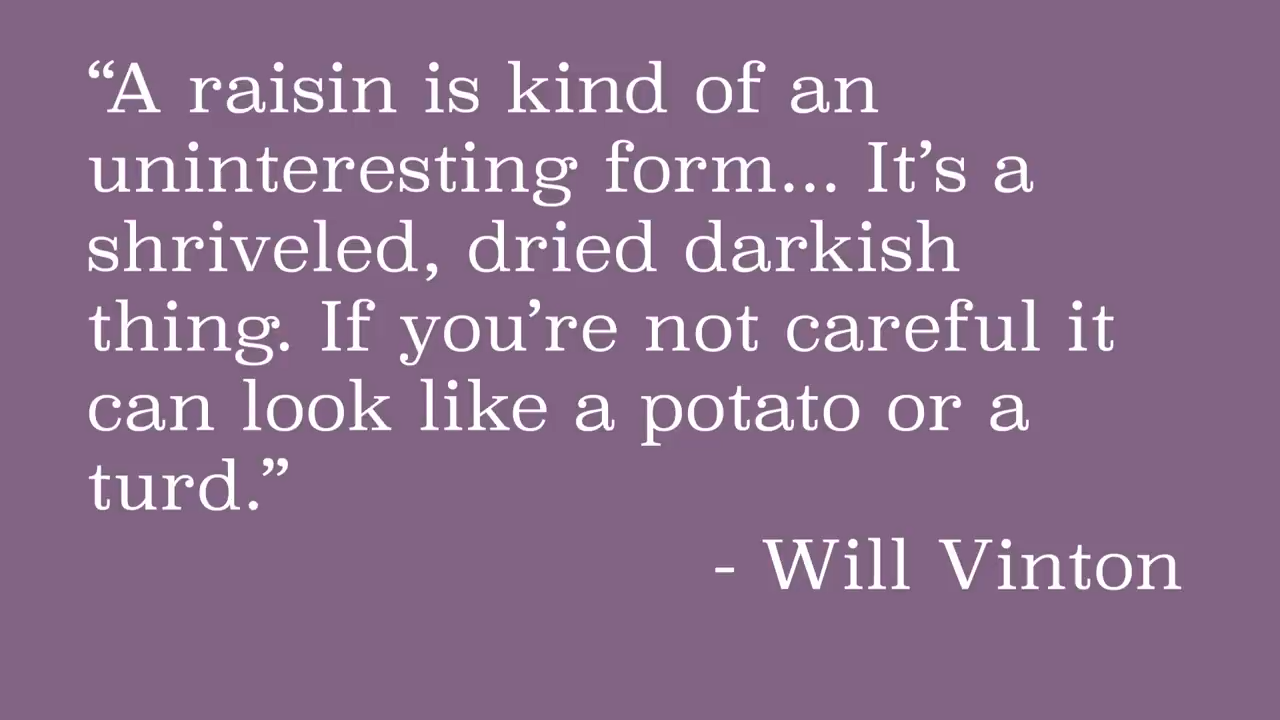 “A raisin is kind of an
uninteresting form... It’s a
shriveled, dried darkish
thing. If you’re not careful it
can look like a potato or a
turd.”
- Will Vinton